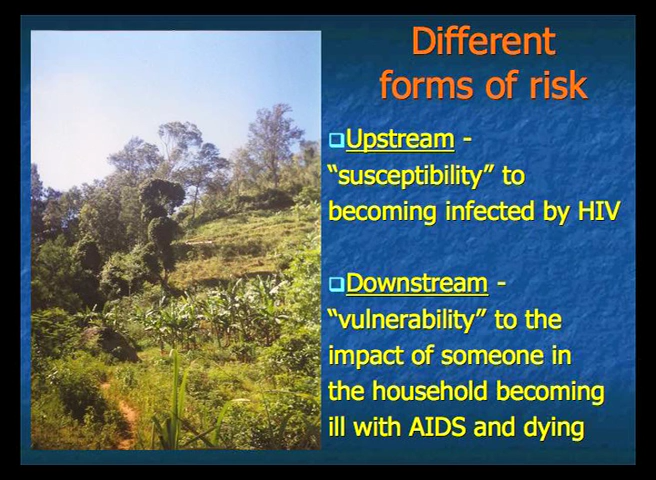 Different
forms of risk
❑Upstream -
“susceptibility” to
becoming infected by HIV
❑Downstream -
“vulnerability” to the
impact of someone in
the household becoming
ill with AIDS and dying